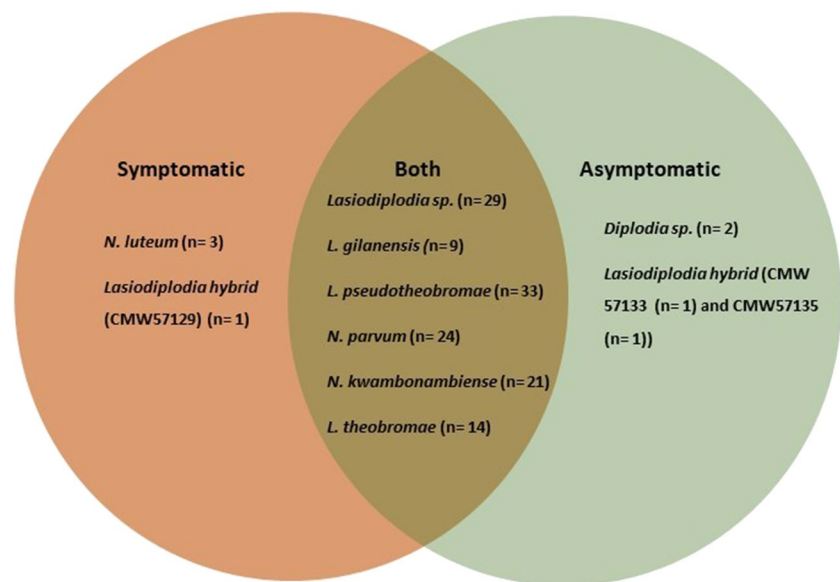 Symptomatic
N. luteum (n= 3)
Lasiodiplodia hybrid
(CMW57129) (n= 1)
Both
Lasiodiplodia sp. (n= 29)
L. gilanensis (n= 9)
L. pseudotheobromae (n= 33)
N. parvum (n= 24)
N. kwambonambiense (n= 21)
L. theobromae (n= 14)
Asymptomatic
Diplodia sp. (n= 2)
Lasiodiplodia hybrid (CMW
57133 (n= 1) and CMW57135
(n= 1))